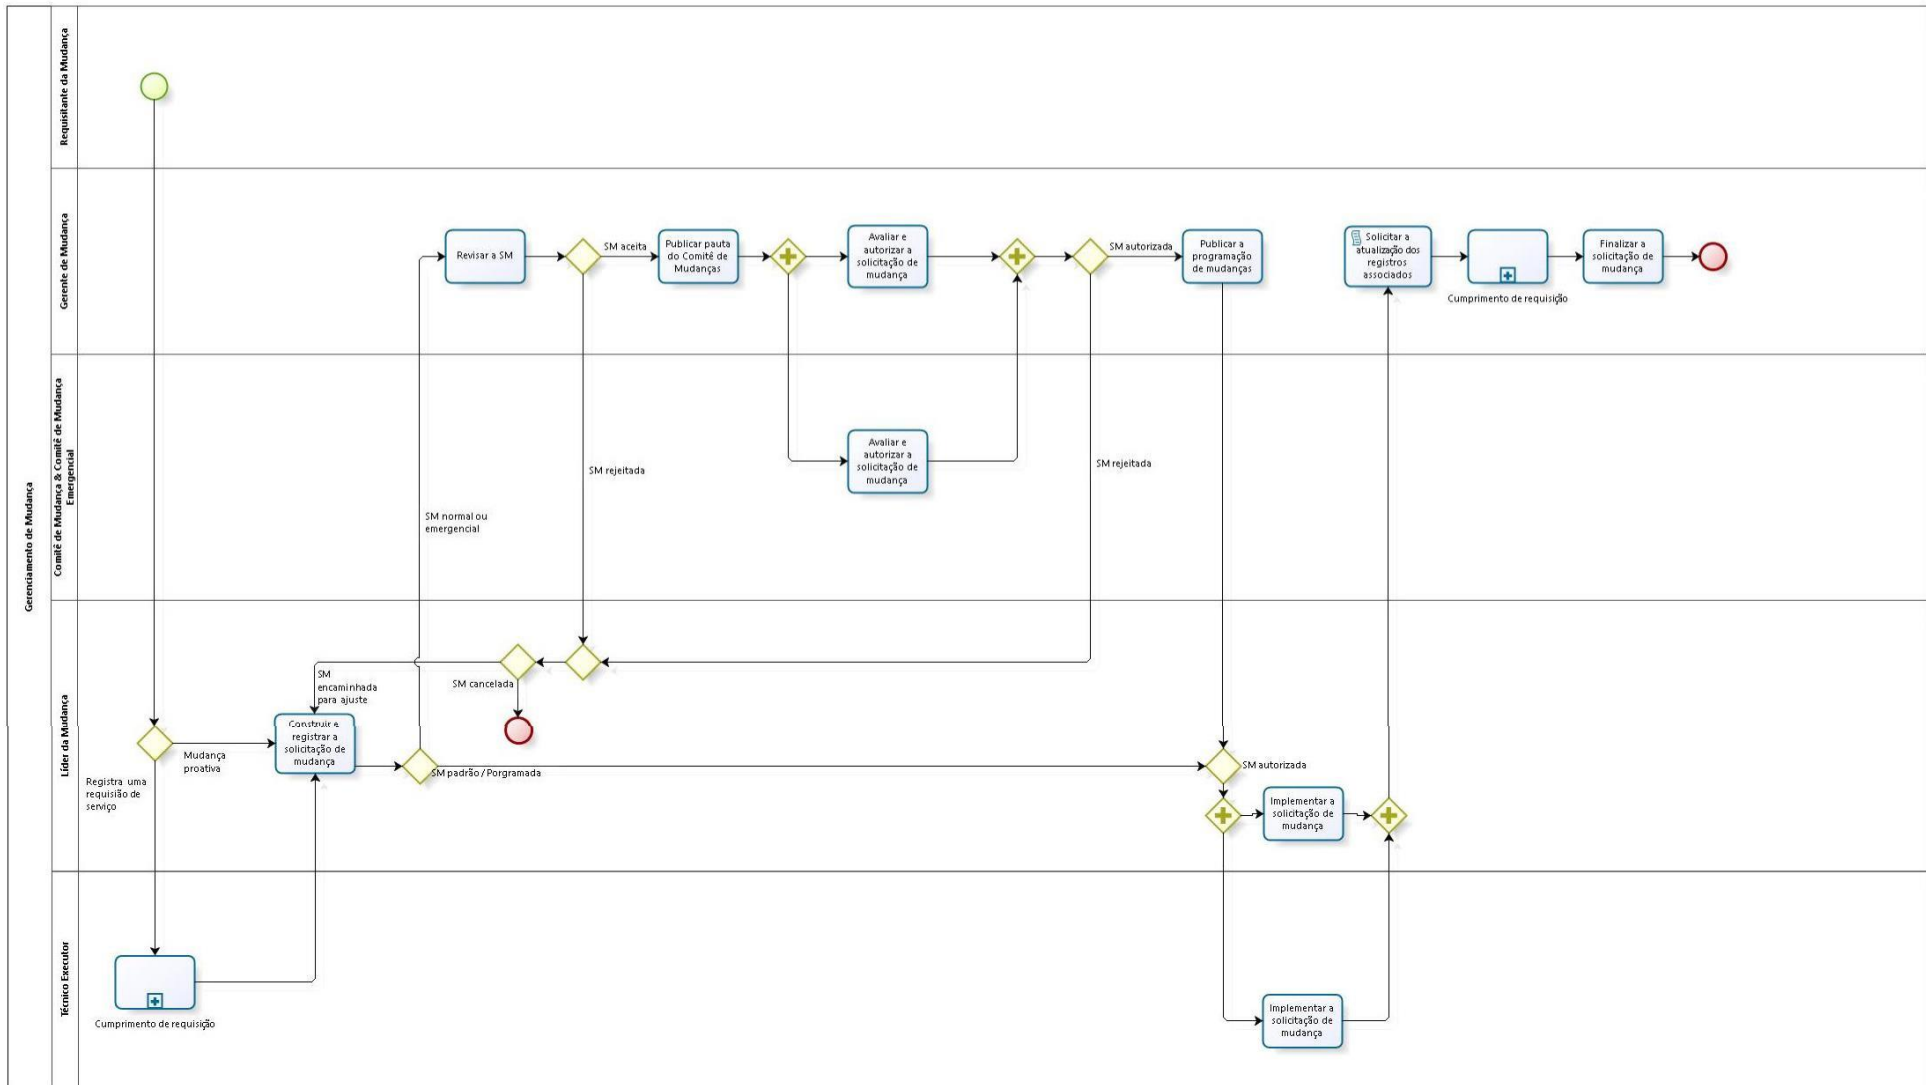 Gerenciamento de Mudança
Requisitante da Mudança
Gerente de Mudança
Revisar a SM
SM aceita
Publicar pauta
do Comitê de
Mudanças
Avaliar e
autorizar a
solicitação de
mudança
SM autorizada
Publicar a
programação
de mudanças
Solicitar a
atualização dos
registros
associados
Cumprimento de requisição
Finalizar a
solicitação de
mudança
Comitê de Mudança & Comitê de Mudança
Emergencial
Avaliar e
autorizar a
solicitação de
mudança
SM rejeitada
SM rejeitada
SM normal ou
emergencial
Líder da Mudança
SM
encaminhada
para ajuste
SM cancelada
Construir e
registrar a
solicitação de
mudança
Mudança
proativa
Registra uma
requisião de
serviço
SM padrão / Porgramada
SM autorizada
Implementar a
solicitação de
mudança
Técnico Executor
Cumprimento de requisição
Implementar a
solicitação de
mudança